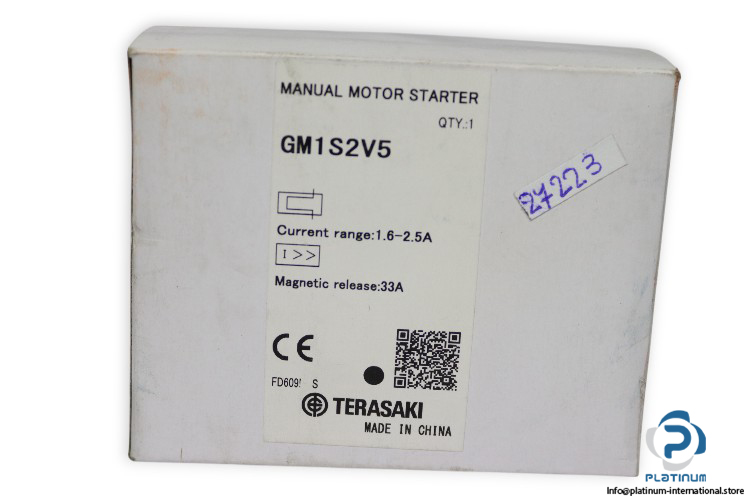 MANUAL MOTOR STARTER
QTY.:1
GM1S2V5
27223
Current range:1.6-2.5A
I >>
Magnetic release:33A
CE
S
TERASAKI
MADE IN CHINA
PLATINUM
Info@platinum-international.store